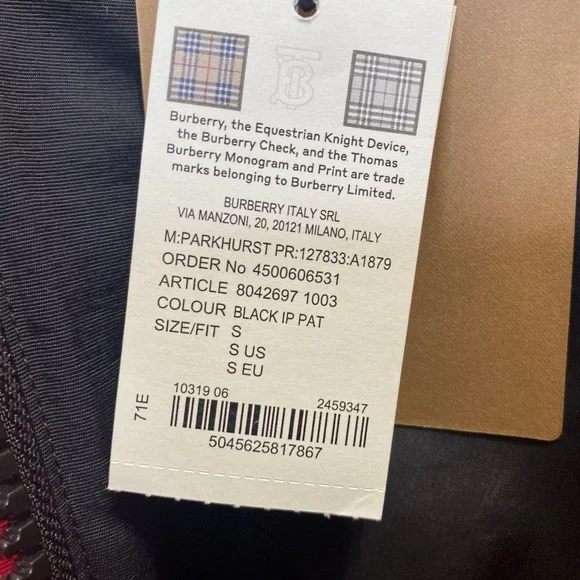 Burberry, the Equestrian Knight Device,
the Burberry Check, and the Thomas
Burberry Monogram and Print are trade
marks belonging to Burberry Limited.
BURBERRY ITALY SRL
VIA MANZONI, 20, 20121 MILANO, ITALY
M:PARKHURST PR:127833:A1879
ORDER No 4500606531
ARTICLE 8042697 1003
COLOUR BLACK IP PAT
SIZE/FIT S
S US
S EU
71E
10319 06 2459347
5045625817867